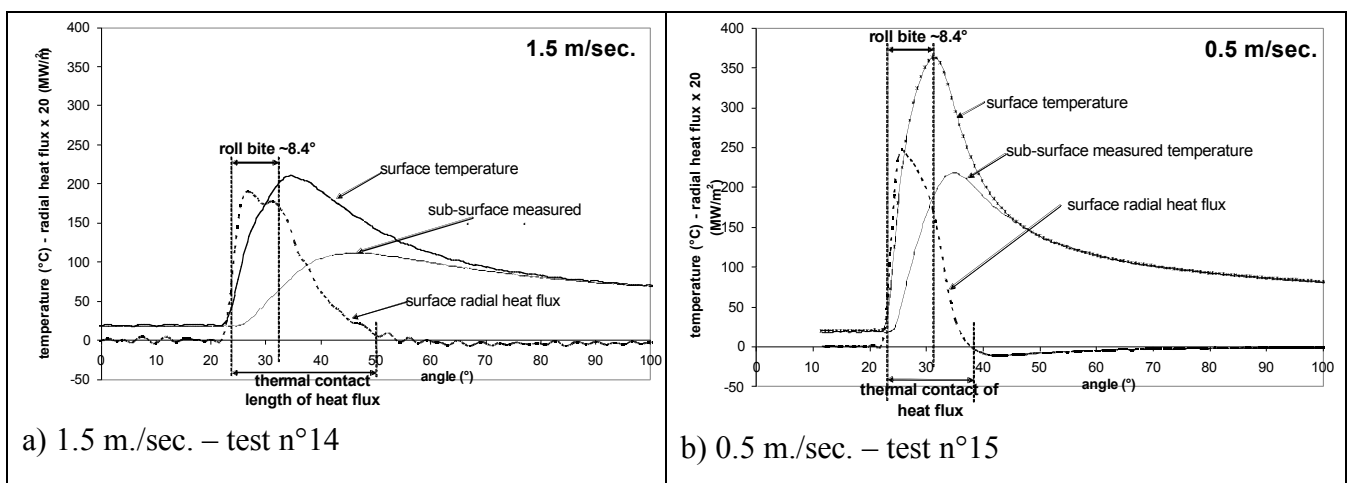 temperature (°C) - radial heat flux x 20 (MW/m²)
1.5 m/sec.
400
350
300
250
200
150
100
50
0
-50
roll bite ~8.4°
surface temperature
sub-surface measured
surface radial heat flux
0 10 20 30 40 50 60 70 80 90 100
angle (°)
thermal contact
length of heat flux
a) 1.5 m./sec. – test n°14
temperature (°C) - radial heat flux x 20
(MW/m²)
roll bite ~8.4°
0.5 m/sec.
400
350
300
250
200
150
100
50
0
-50
surface temperature
sub-surface measured temperature
surface radial heat flux
0 10 20 30 40 50 60 70 80 90 100
angle (°)
thermal contact of
heat flux
b) 0.5 m./sec. – test n°15